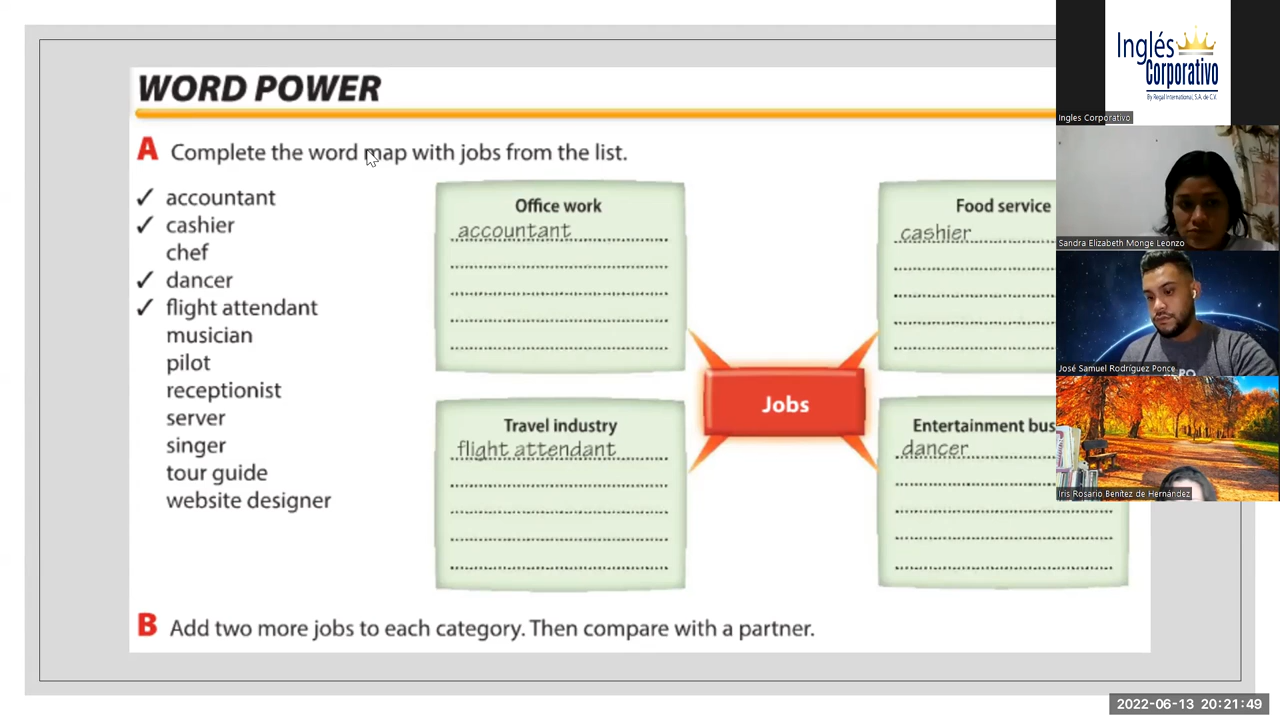 WORD POWER
A Complete the word map with jobs from the list.
✓ accountant
✓ cashier
chef
✓ dancer
✓ flight attendant
musician
pilot
receptionist
server
singer
tour guide
website designer
Office work
accountant
Food service
cashier
Jobs
Travel industry
flight attendant
Entertainment bus
dancer
B Add two more jobs to each category. Then compare with a partner.
Inglés
Corporativo
By Regal International, S.A. de C.V.
Ingles Corporativo
Sandra Elizabeth Monge Leonzo
José Samuel Rodríguez Ponce
Iris Rosario Benítez de Hernández
2022-06-13 20:21:49